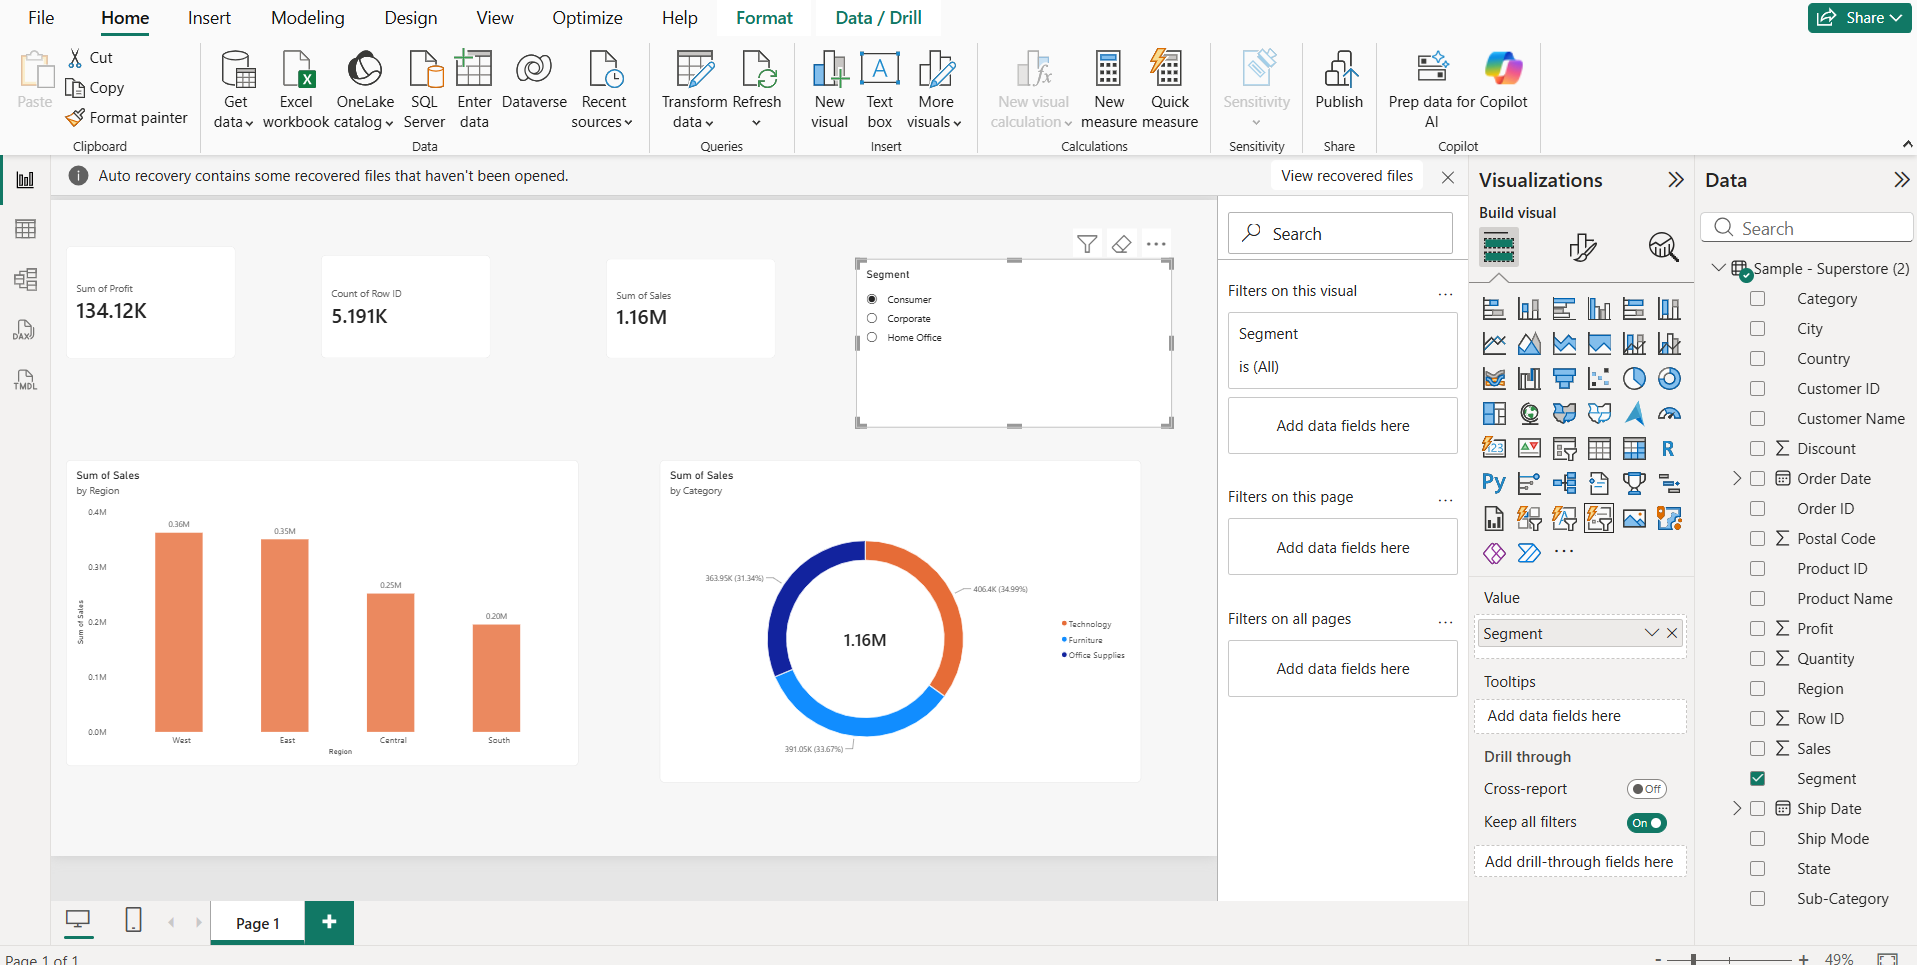 File Home Insert Modeling Design View Optimize Help Format Data / Drill Share
Paste
Cut
Copy
Format painter
Clipboard
Get data
Excel workbook
OneLake catalog
SQL Server
Enter data
Dataverse
Recent sources
Data
Transform data
Refresh
Queries
New visual
Text box
More visuals
Insert
New visual calculation
New measure
Quick measure
Calculations
Sensitivity
Sensitivity
Publish
Share
Prep data for AI
Copilot
Copilot
Auto recovery contains some recovered files that haven't been opened.
View recovered files
DAX
TMDL
Sum of Profit
134.12K
Count of Row ID
5.191K
Sum of Sales
1.16M
Segment
Consumer
Corporate
Home Office
Sum of Sales
by Region
0.4M
0.3M
0.2M
0.1M
0.0M
Sum of Sales
0.36M
0.35M
0.25M
0.20M
West
East
Central
South
Region
Sum of Sales
by Category
363.95K (31.34%)
406.4K (34.99%)
391.05K (33.67%)
1.16M
Technology
Furniture
Office Supplies
Search
Filters on this visual
...
Segment
is (All)
Add data fields here
Filters on this page
...
Add data fields here
Filters on all pages
...
Add data fields here
Visualizations
Build visual
123
R
Py
...
Value
Segment
Tooltips
Add data fields here
Drill through
Cross-report
Off
Keep all filters
On
Add drill-through fields here
Data
Search
Sample - Superstore (2)
Category
City
Country
Customer ID
Customer Name
Discount
Order Date
Order ID
Postal Code
Product ID
Product Name
Profit
Quantity
Region
Row ID
Sales
Segment
Ship Date
Ship Mode
State
Sub-Category
Page 1
+
Page 1 of 1
- + 49%